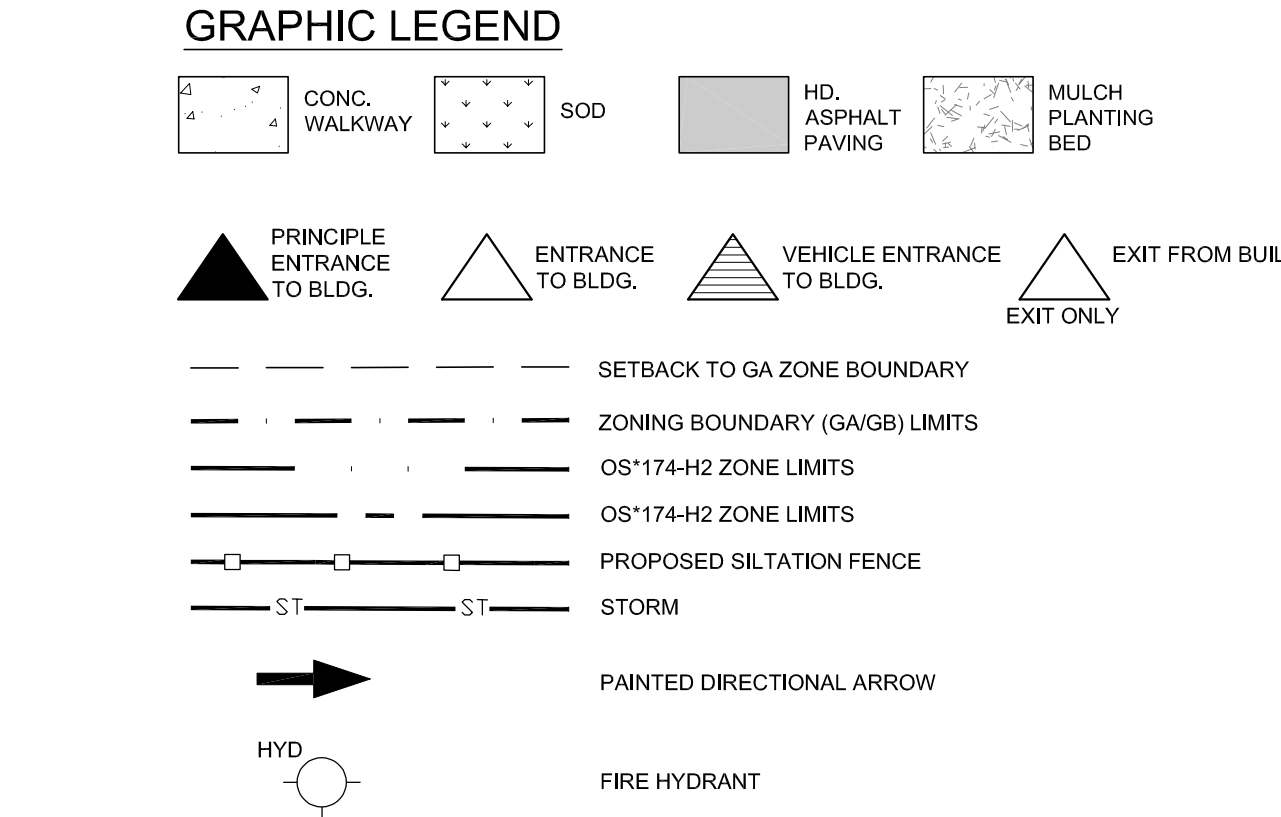 GRAPHIC LEGEND
CONC.
WALKWAY
SOD
HD.
ASPHALT
PAVING
MULCH
PLANTING
BED
PRINCIPLE
ENTRANCE
TO BLDG.
ENTRANCE
TO BLDG.
VEHICLE ENTRANCE
TO BLDG.
EXIT FROM
EXIT ONLY
SETBACK TO GA ZONE BOUNDARY
ZONING BOUNDARY (GA/GB) LIMITS
OS*174-H2 ZONE LIMITS
OS*174-H2 ZONE LIMITS
PROPOSED SILTATION FENCE
ST ST STORM
PAINTED DIRECTIONAL ARROW
HYD
FIRE HYDRANT